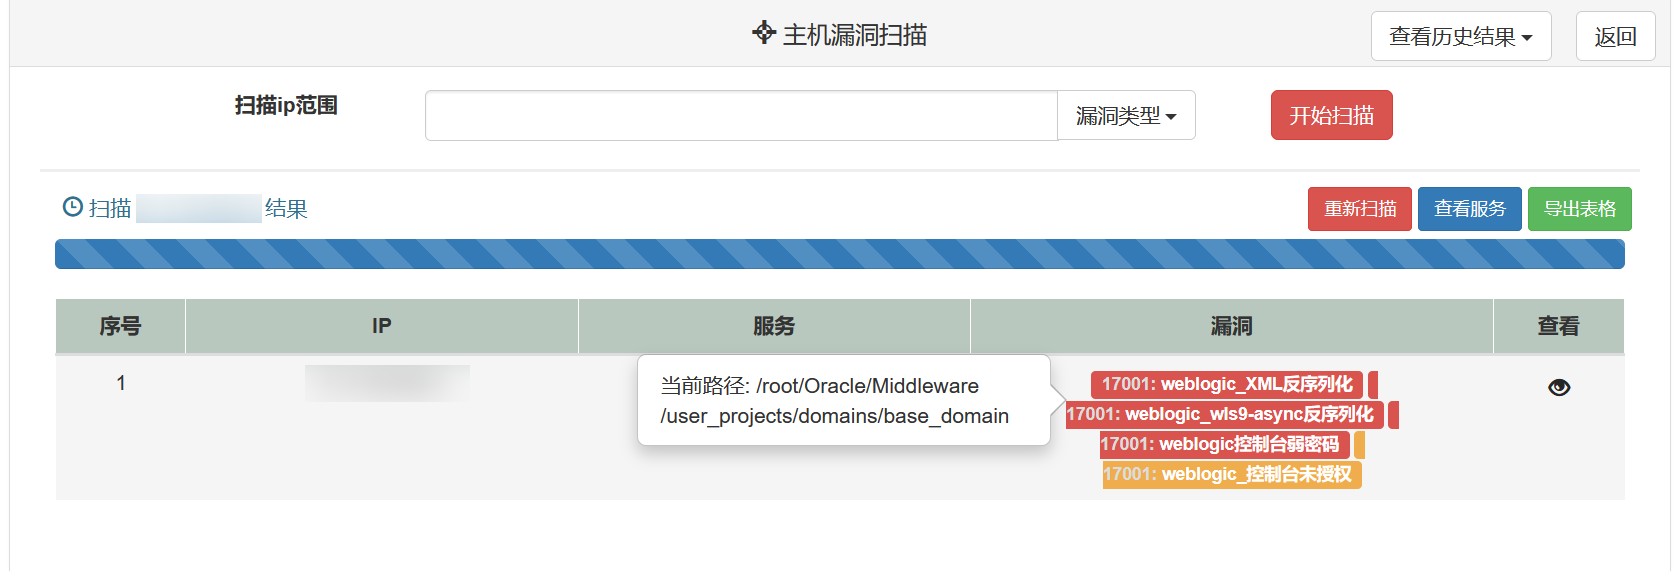 主机漏洞扫描
查看历史结果
返回
扫描ip范围
漏洞类型
开始扫描
扫描
结果
重新扫描
查看服务
导出表格
序号
IP
服务
漏洞
查看
1
当前路径: /root/Oracle/Middleware
/user_projects/domains/base_domain
17001: weblogic_XML反序列化
17001: weblogic_wls9-async反序列化
17001: weblogic控制台弱密码
17001: weblogic_控制台未授权